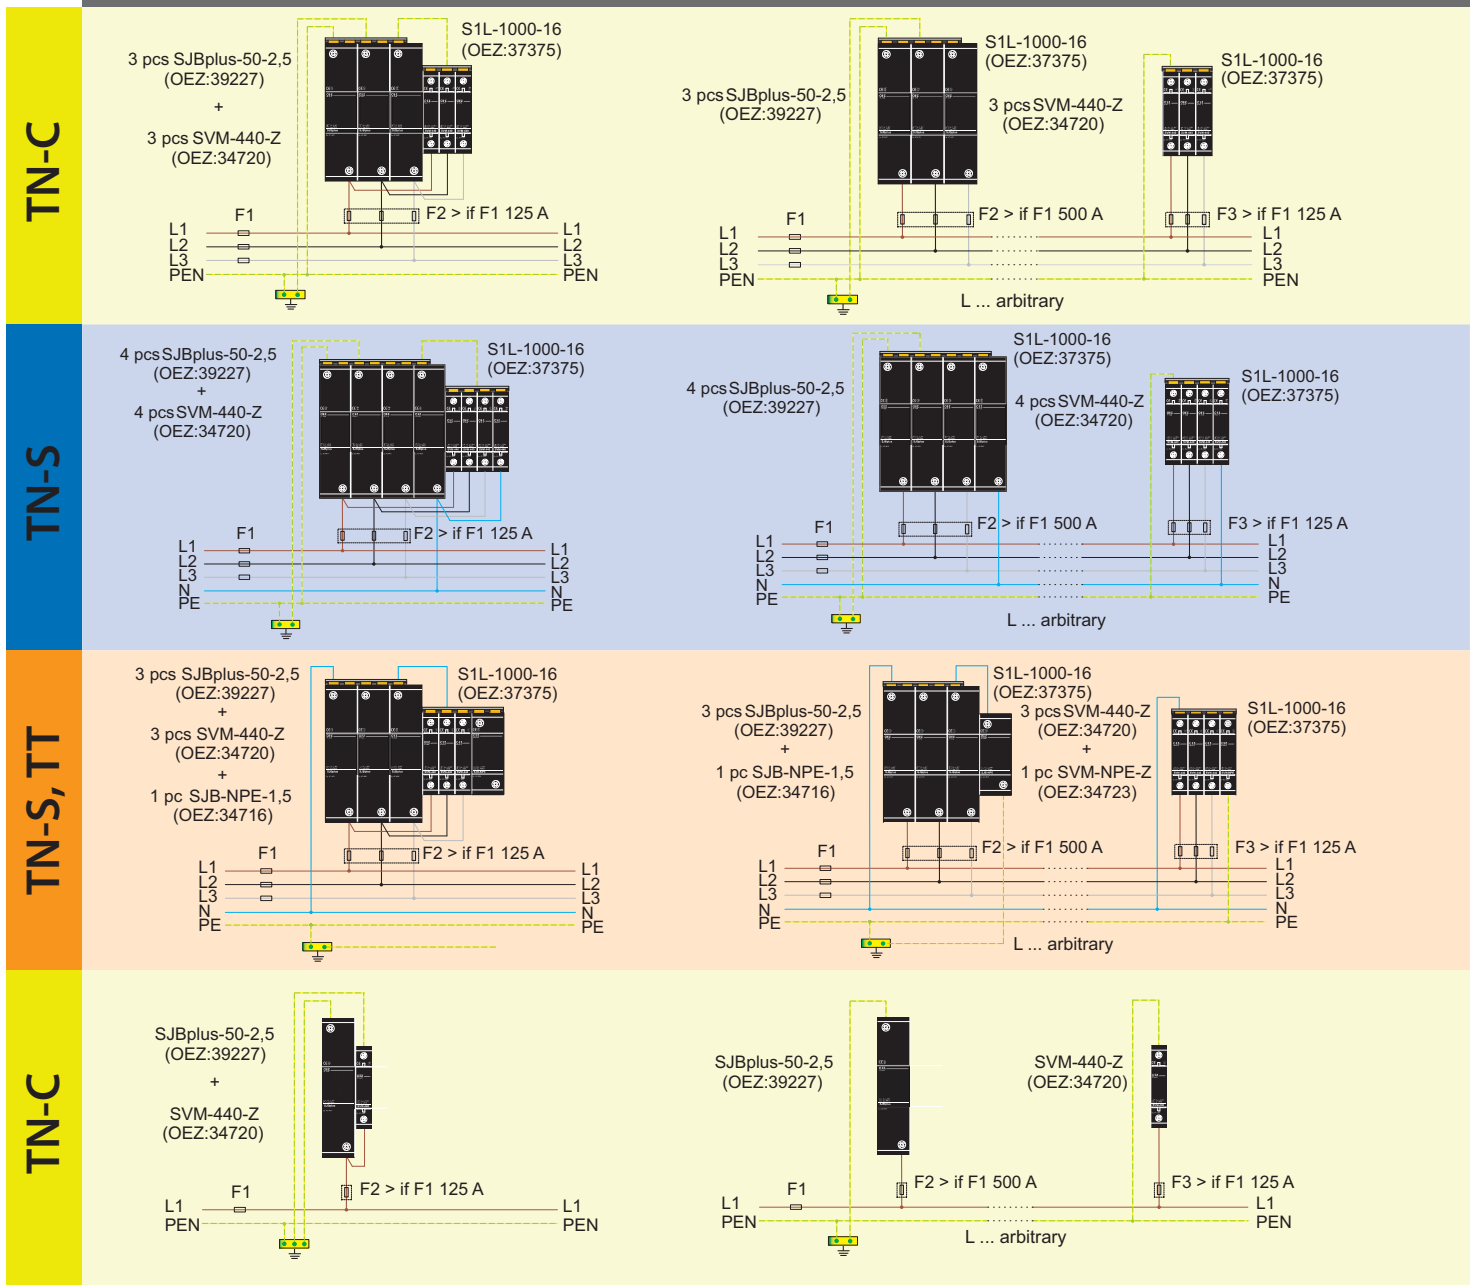 TN-C
3 pcs SJBplus-50-2,5
(OEZ:39227)
+
3 pcs SVM-440-Z
(OEZ:34720)
S1L-1000-16
(OEZ:37375)
F1
F2 > if F1 125 A
L1
L2
L3
PEN
L1
L2
L3
PEN
3 pcs SJBplus-50-2,5
(OEZ:39227)
S1L-1000-16
(OEZ:37375)
3 pcs SVM-440-Z
(OEZ:34720)
S1L-1000-16
(OEZ:37375)
F1
F2 > if F1 500 A
F3 > if F1 125 A
L1
L2
L3
PEN
L1
L2
L3
PEN
L ... arbitrary
TN-S
4 pcs SJBplus-50-2,5
(OEZ:39227)
+
4 pcs SVM-440-Z
(OEZ:34720)
S1L-1000-16
(OEZ:37375)
F1
F2 > if F1 125 A
L1
L2
L3
N
PE
L1
L2
L3
N
PE
4 pcs SJBplus-50-2,5
(OEZ:39227)
S1L-1000-16
(OEZ:37375)
4 pcs SVM-440-Z
(OEZ:34720)
S1L-1000-16
(OEZ:37375)
F1
F2 > if F1 500 A
F3 > if F1 125 A
L1
L2
L3
N
PE
L1
L2
L3
N
PE
L ... arbitrary
TN-S, TT
3 pcs SJBplus-50-2,5
(OEZ:39227)
+
3 pcs SVM-440-Z
(OEZ:34720)
+
1 pc SJB-NPE-1,5
(OEZ:34716)
S1L-1000-16
(OEZ:37375)
F1
F2 > if F1 125 A
L1
L2
L3
N
PE
L1
L2
L3
N
PE
3 pcs SJBplus-50-2,5
(OEZ:39227)
+
1 pc SJB-NPE-1,5
(OEZ:34716)
S1L-1000-16
(OEZ:37375)
3 pcs SVM-440-Z
(OEZ:34720)
+
1 pc SVM-NPE-Z
(OEZ:34723)
S1L-1000-16
(OEZ:37375)
F1
F2 > if F1 500 A
F3 > if F1 125 A
L1
L2
L3
N
PE
L1
L2
L3
N
PE
L ... arbitrary
TN-C
SJBplus-50-2,5
(OEZ:39227)
+
SVM-440-Z
(OEZ:34720)
F1
F2 > if F1 125 A
L1
PEN
L1
PEN
SJBplus-50-2,5
(OEZ:39227)
SVM-440-Z
(OEZ:34720)
F1
F2 > if F1 500 A
F3 > if F1 125 A
L1
PEN
L1
PEN
L ... arbitrary